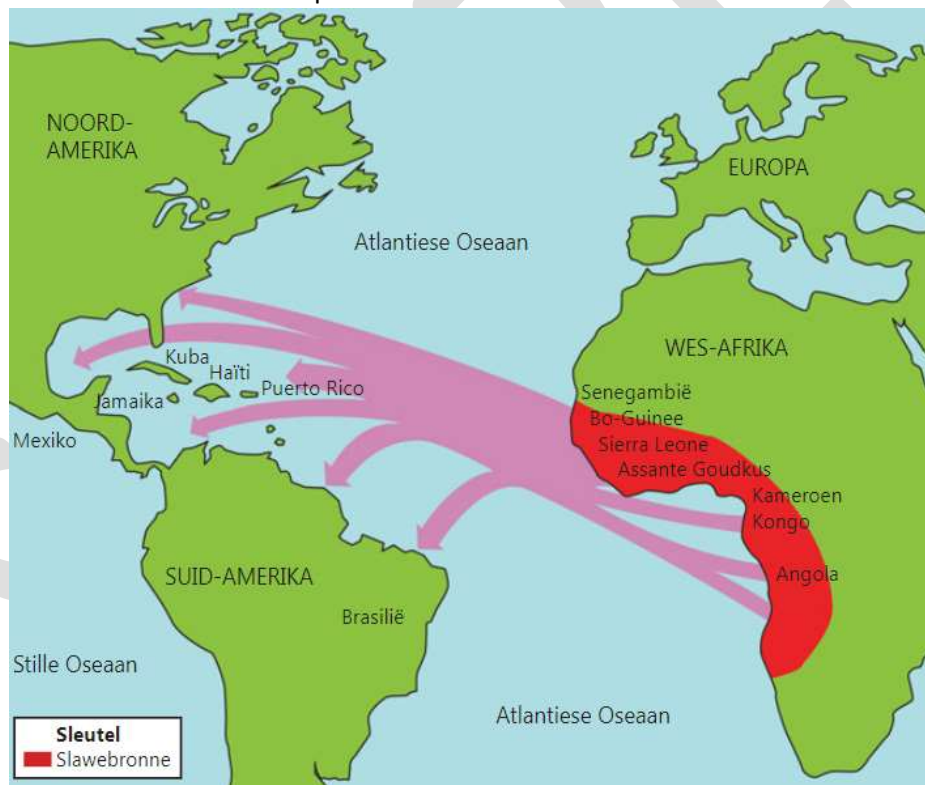 NOORD-
AMERIKA
EUROPA
Atlantiese Oseaan
WES-AFRIKA
Kuba
Haïti
Puerto Rico
Jamaika
Mexiko
Senegambië
Bo-Guinee
Sierra Leone
Assante Goudkus
Kameroen
Kongo
Angola
SUID-AMERIKA
Brasilië
Stille Oseaan
Atlantiese Oseaan
Sleutel
Slawebronne